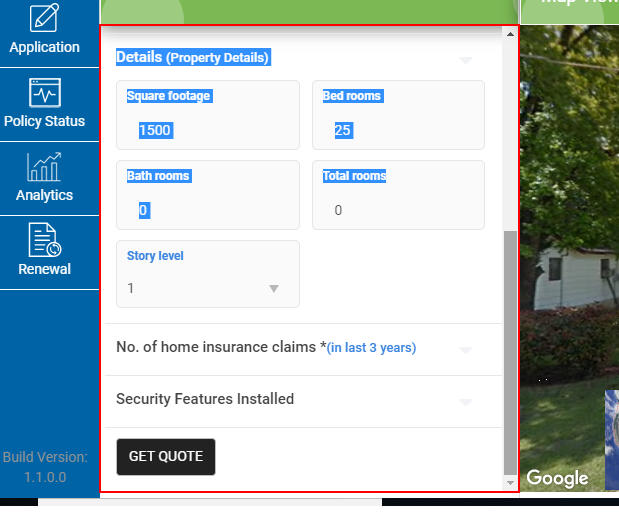 Application
Policy Status
Analytics
Renewal
Build Version:
1.1.0.0
Details (Property Details)
Square footage
1500
Bed rooms
25
Bath rooms
0
Total rooms
0
Story level
1
No. of home insurance claims *(in last 3 years)
Security Features Installed
GET QUOTE
Google